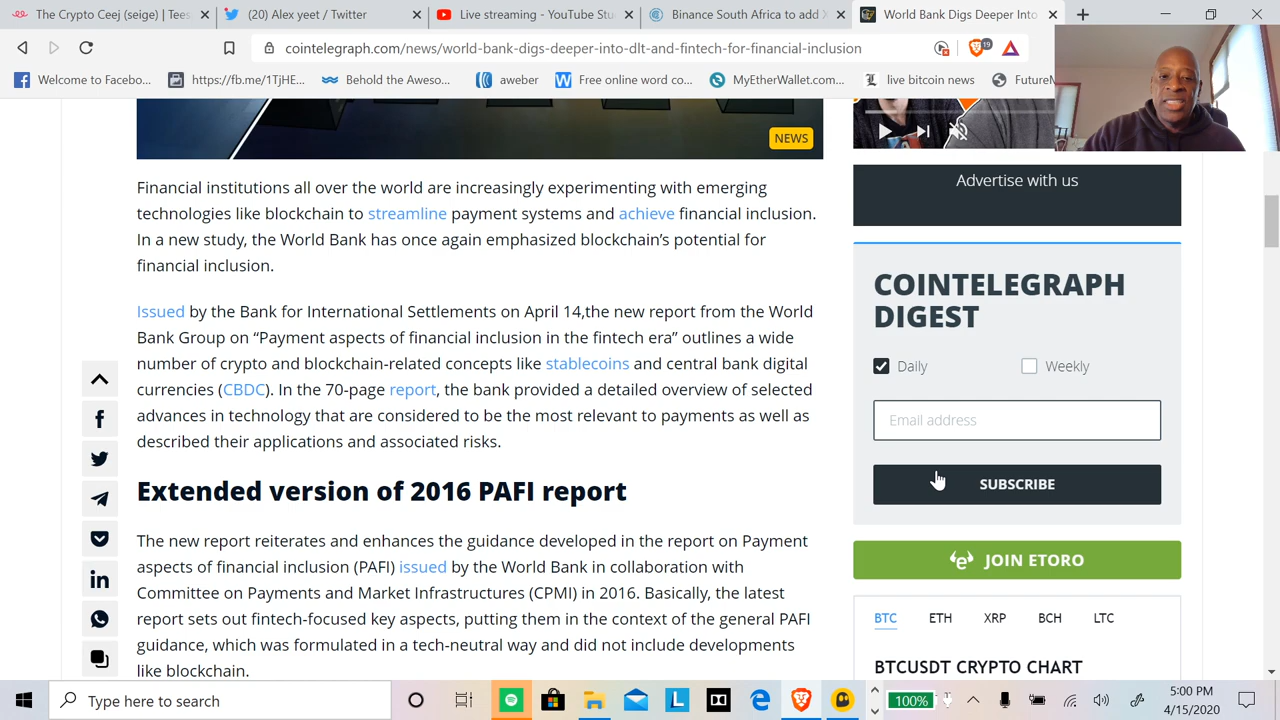 The Crypto Ceej (seigel)Teespri
(20) Alex yeet / Twitter
Live streaming - YouTube S
Binance South Africa to add X
World Bank Digs Deeper Into
cointelegraph.com/news/world-bank-digs-deeper-into-dlt-and-fintech-for-financial-inclusion
19
Welcome to Facebo...
https://fb.me/1TjHE...
Behold the Aweso...
aweber
Free online word co...
MyEtherWallet.com...
live bitcoin news
FutureN
NEWS
Financial institutions all over the world are increasingly experimenting with emerging
technologies like blockchain to streamline payment systems and achieve financial inclusion.
In a new study, the World Bank has once again emphasized blockchain's potential for
financial inclusion.
Issued by the Bank for International Settlements on April 14,the new report from the World
Bank Group on “Payment aspects of financial inclusion in the fintech era” outlines a wide
number of crypto and blockchain-related concepts like stablecoins and central bank digital
currencies (CBDC). In the 70-page report, the bank provided a detailed overview of selected
advances in technology that are considered to be the most relevant to payments as well as
described their applications and associated risks.
Extended version of 2016 PAFI report
The new report reiterates and enhances the guidance developed in the report on Payment
aspects of financial inclusion (PAFI) issued by the World Bank in collaboration with
Committee on Payments and Market Infrastructures (CPMI) in 2016. Basically, the latest
report sets out fintech-focused key aspects, putting them in the context of the general PAFI
guidance, which was formulated in a tech-neutral way and did not include developments
like blockchain.
Advertise with us
COINTELEGRAPH
DIGEST
Daily
Weekly
Email address
SUBSCRIBE
JOIN ETORO
BTC ETH XRP BCH LTC
BTCUSDT CRYPTO CHART
Type here to search
100%
5:00 PM
4/15/2020